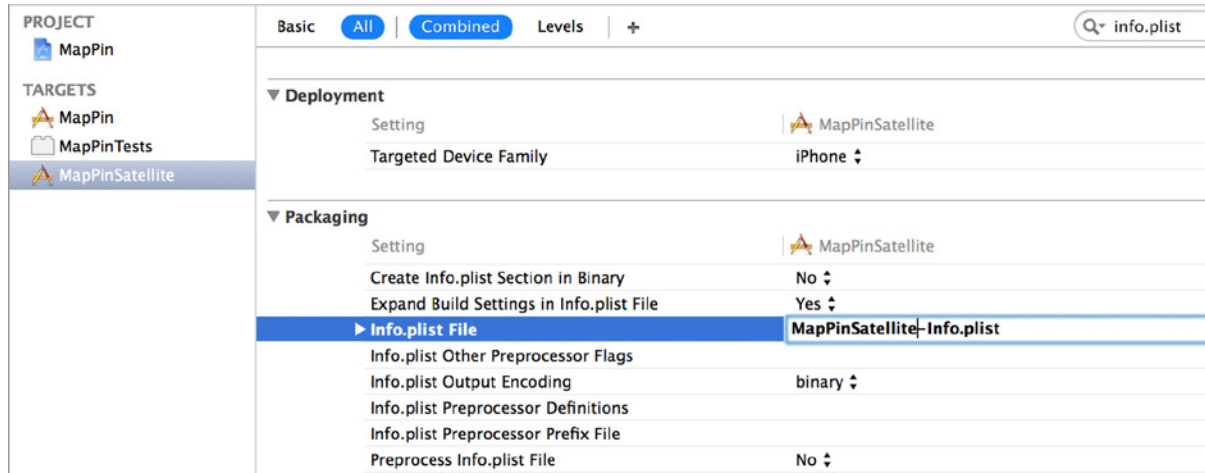 PROJECT
MapPin
TARGETS
MapPin
MapPinTests
MapPinSatellite
Basic All Combined Levels +
info.plist
Deployment
Setting MapPinSatellite
Targeted Device Family iPhone
Packaging
Setting MapPinSatellite
Create Info.plist Section in Binary No
Expand Build Settings in Info.plist File Yes
Info.plist File MapPinSatellite-Info.plist
Info.plist Other Preprocessor Flags
Info.plist Output Encoding binary
Info.plist Preprocessor Definitions
Info.plist Preprocessor Prefix File
Preprocess Info.plist File No